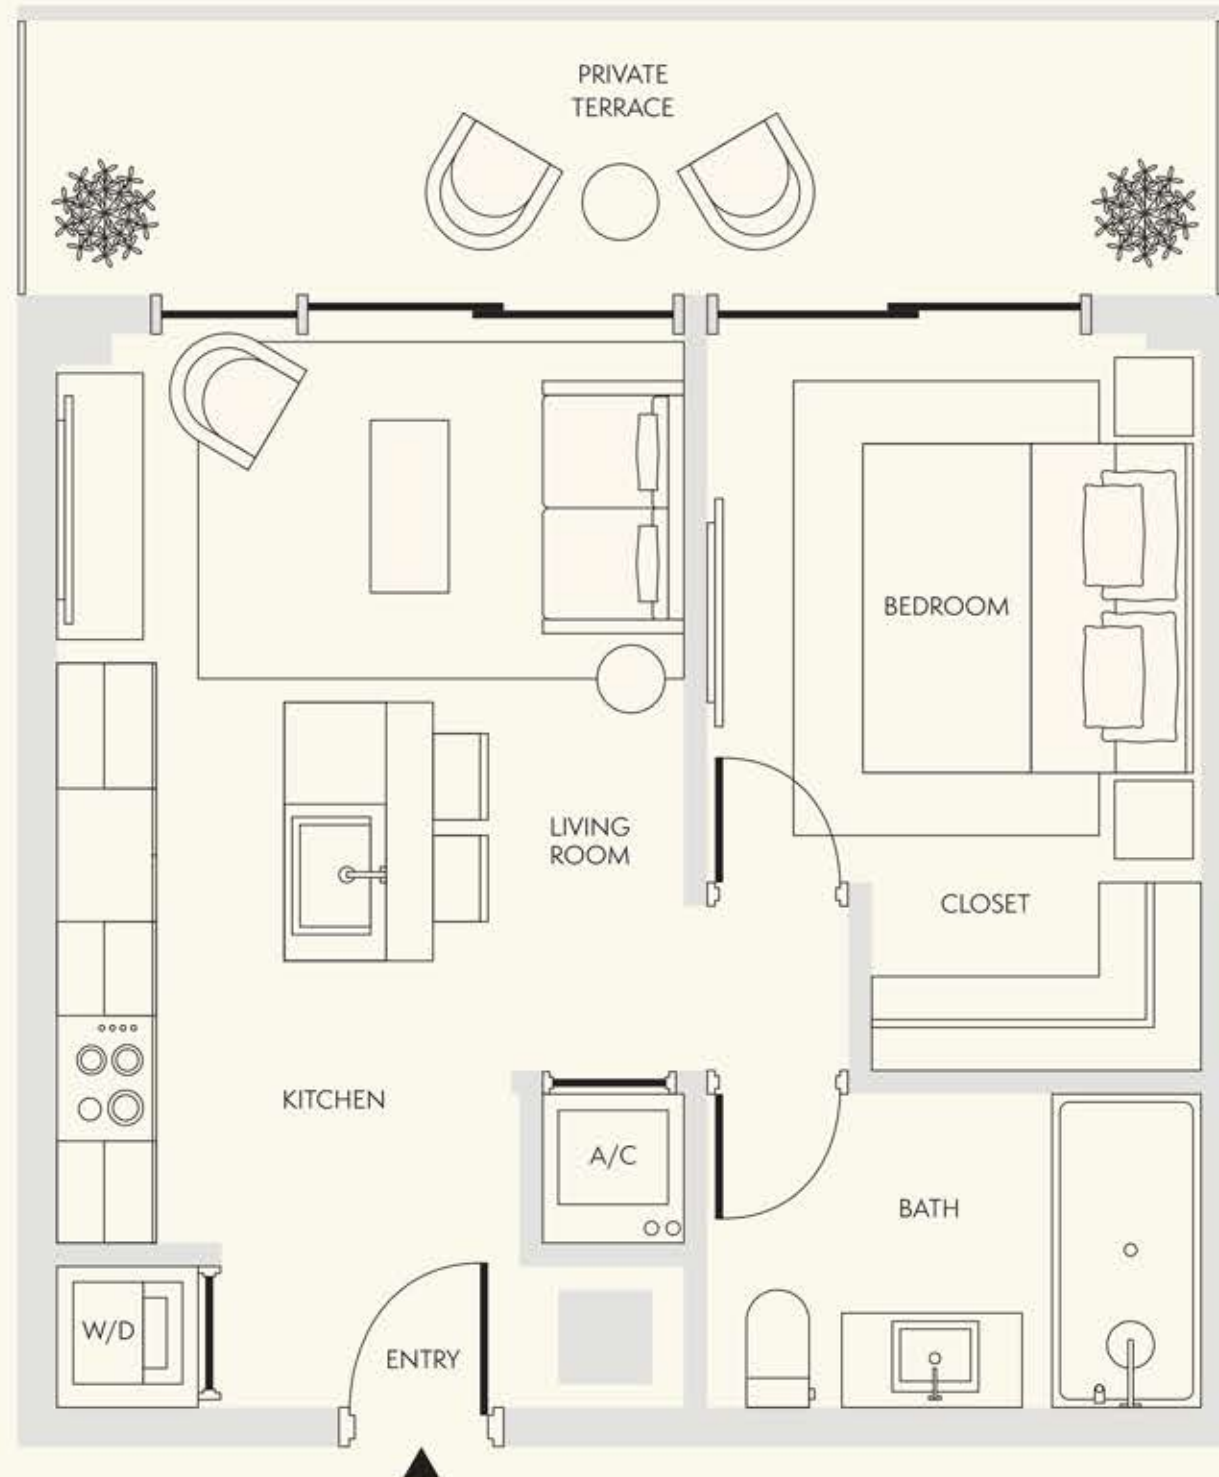 PRIVATE
TERRACE
BEDROOM
LIVING
ROOM
CLOSET
KITCHEN
A/C
BATH
W/D
ENTRY